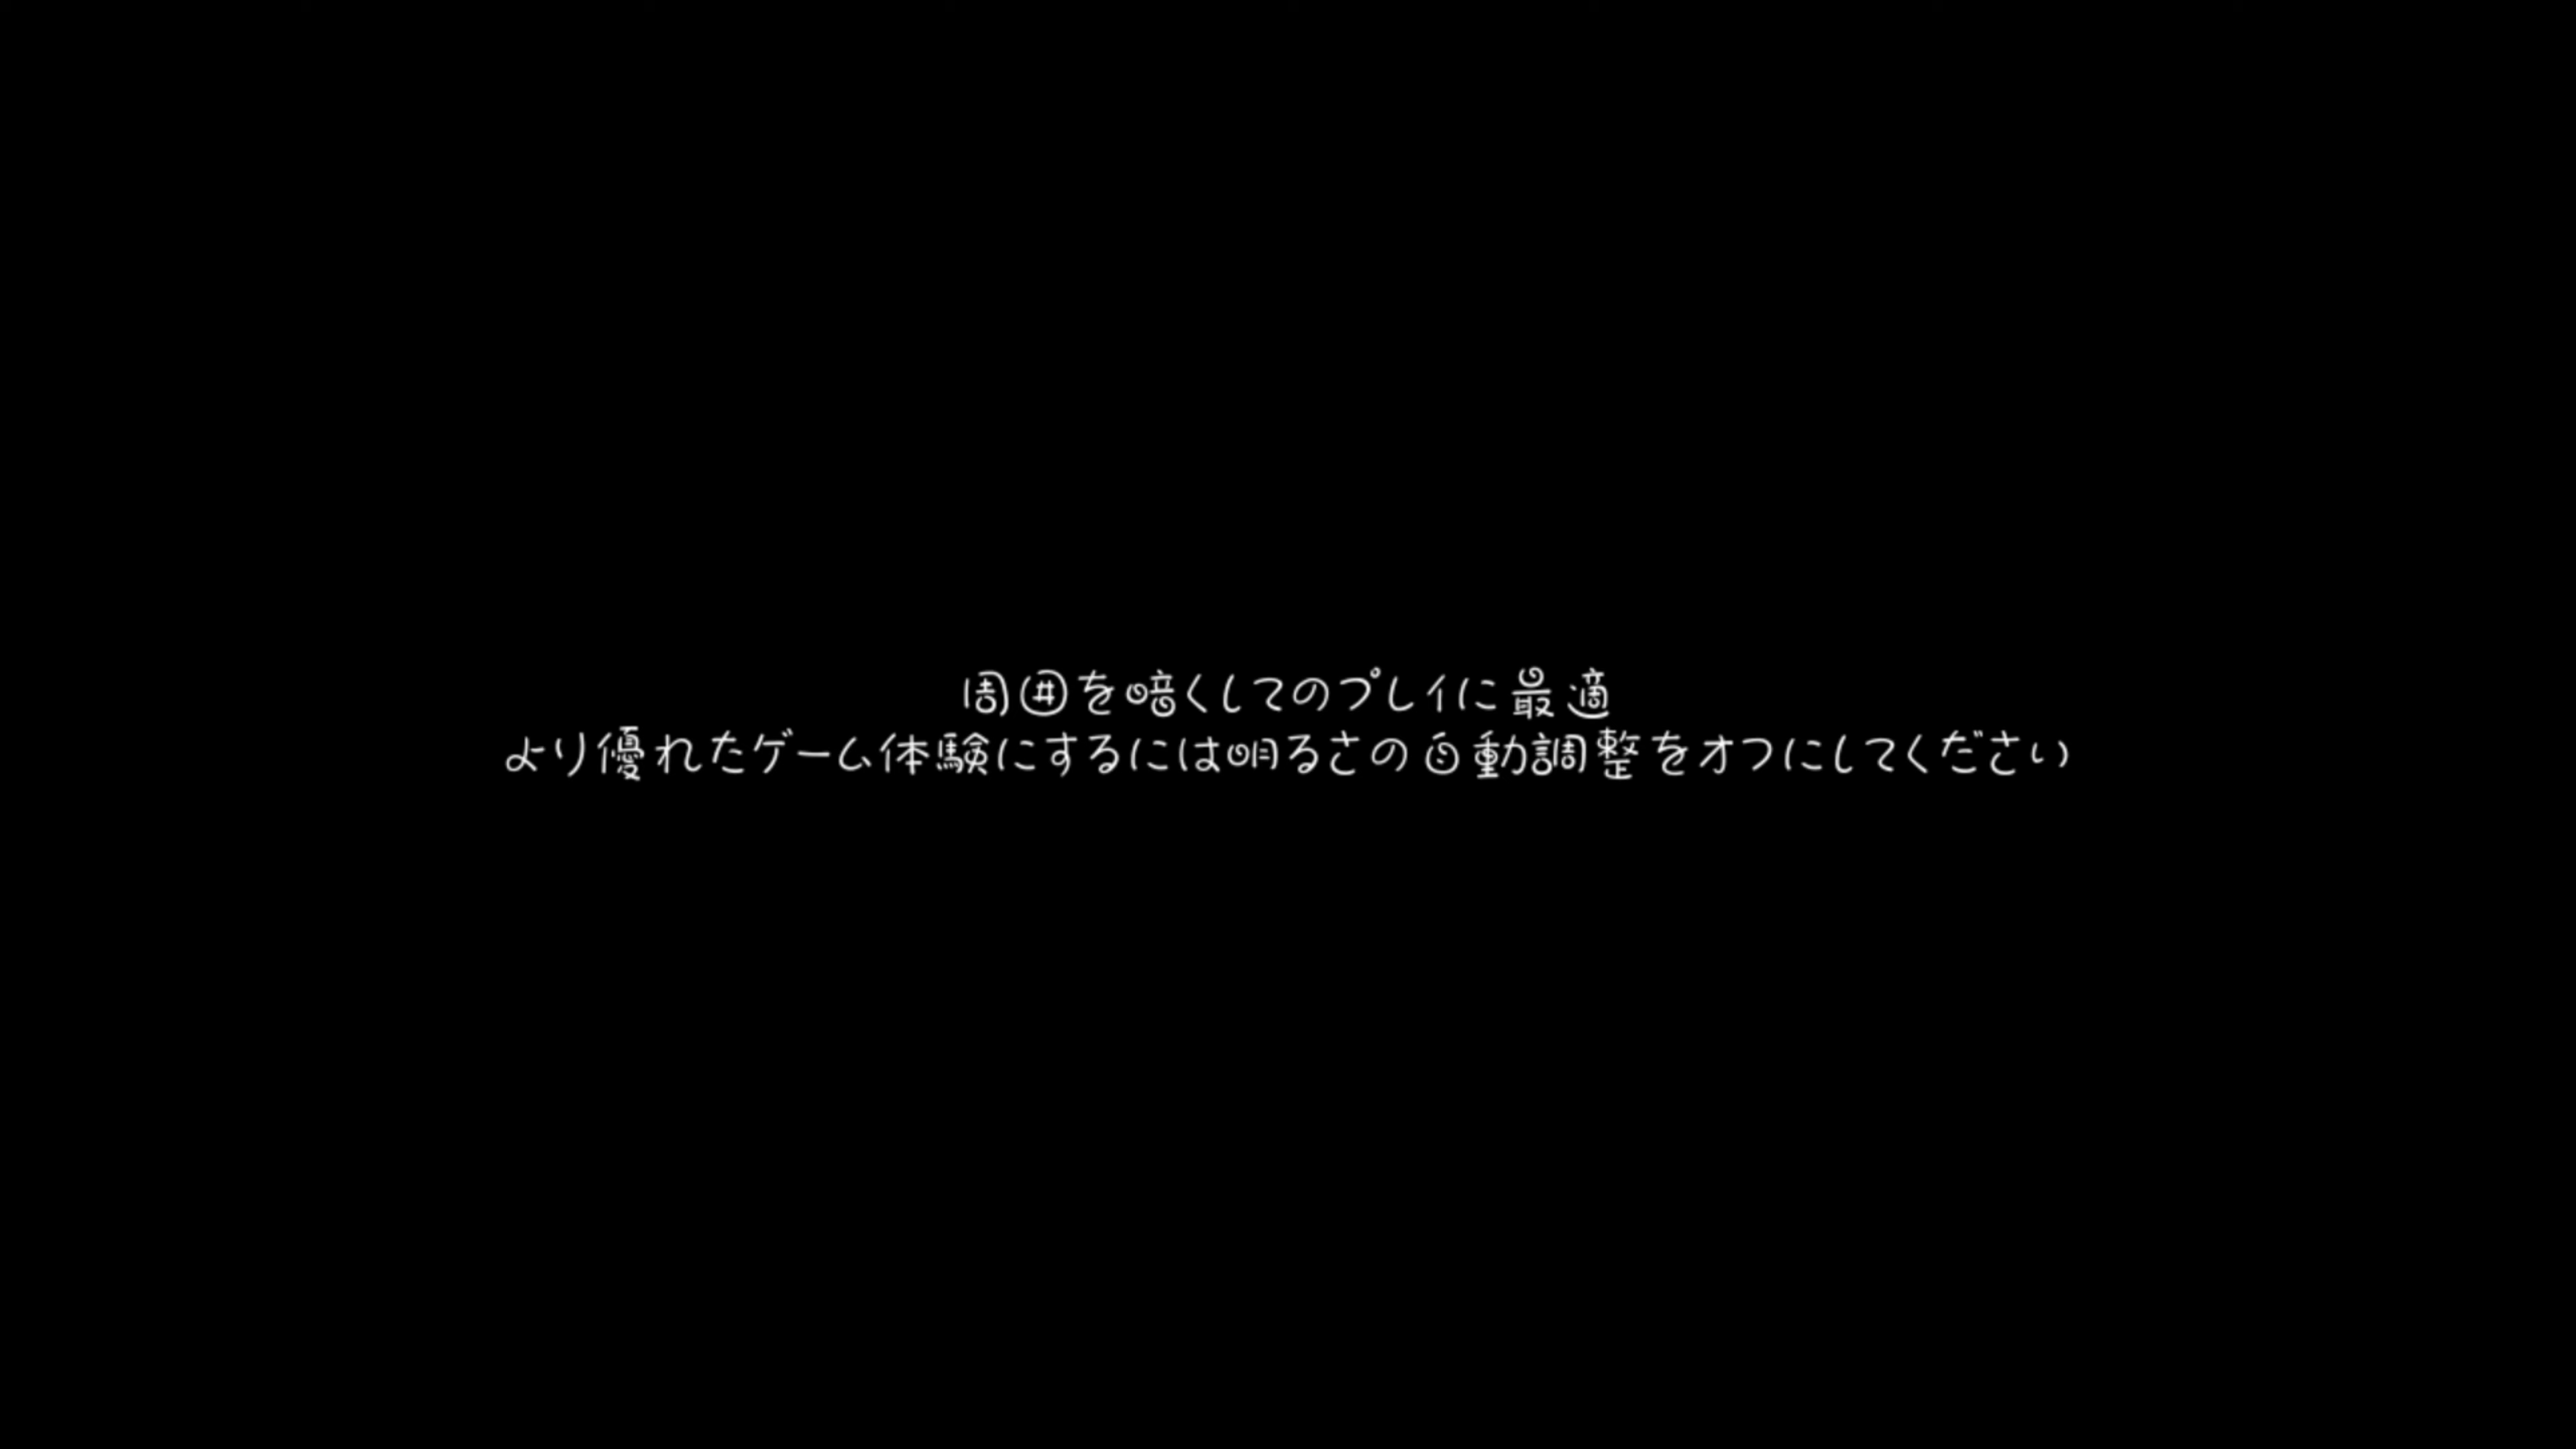 周囲を暗くしてのプレイに最適
より優れたゲーム体験にするには明るさの自動調整をオフにしてください